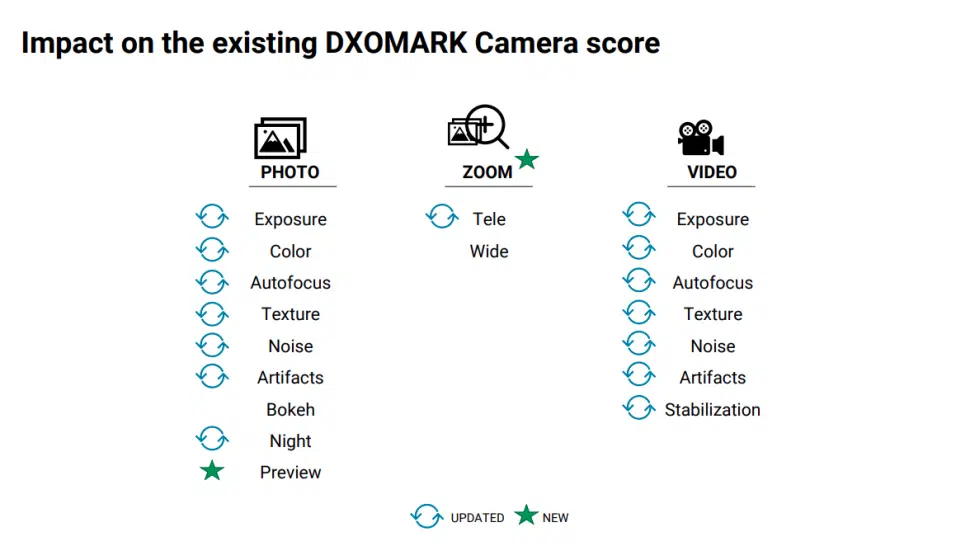 Impact on the existing DXOMARK Camera score
PHOTO
Exposure
Color
Autofocus
Texture
Noise
Artifacts
Bokeh
Night
Preview
ZOOM
Tele
Wide
VIDEO
Exposure
Color
Autofocus
Texture
Noise
Artifacts
Stabilization
UPDATED
NEW